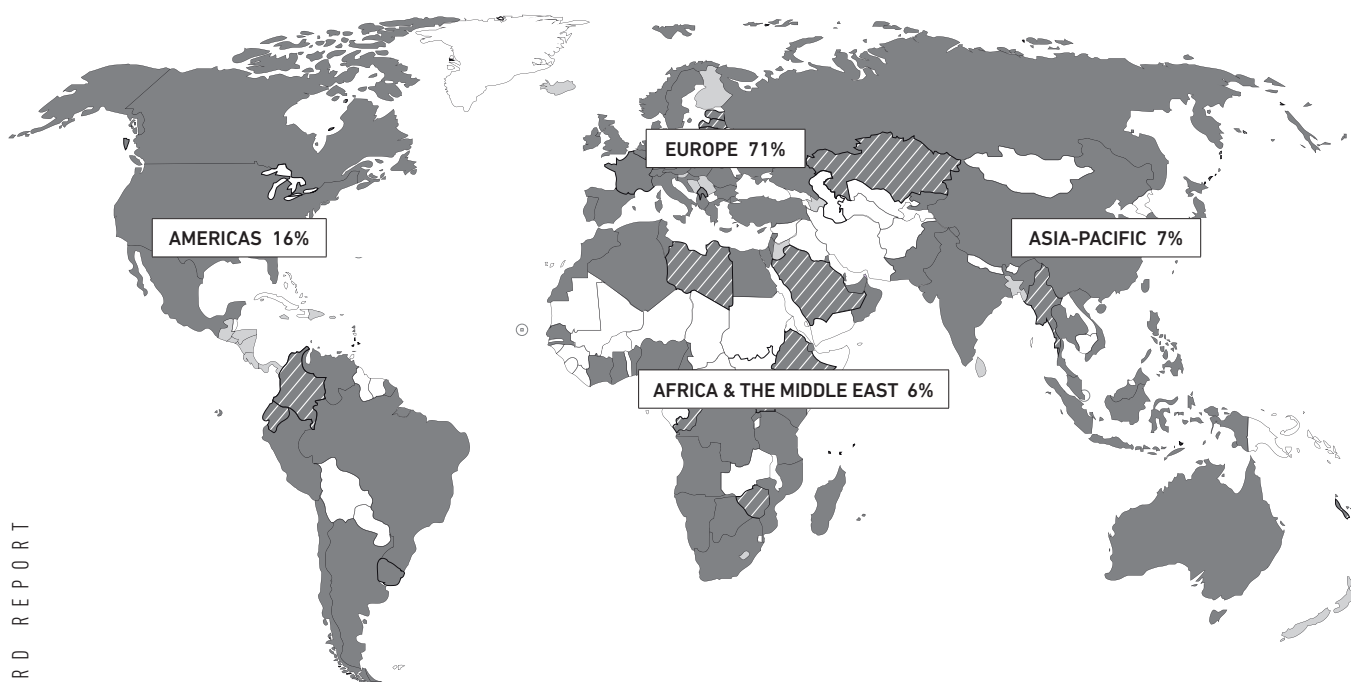 EUROPE 71%
AMERICAS 16%
ASIA-PACIFIC 7%
AFRICA & THE MIDDLE EAST 6%
RD REPORT